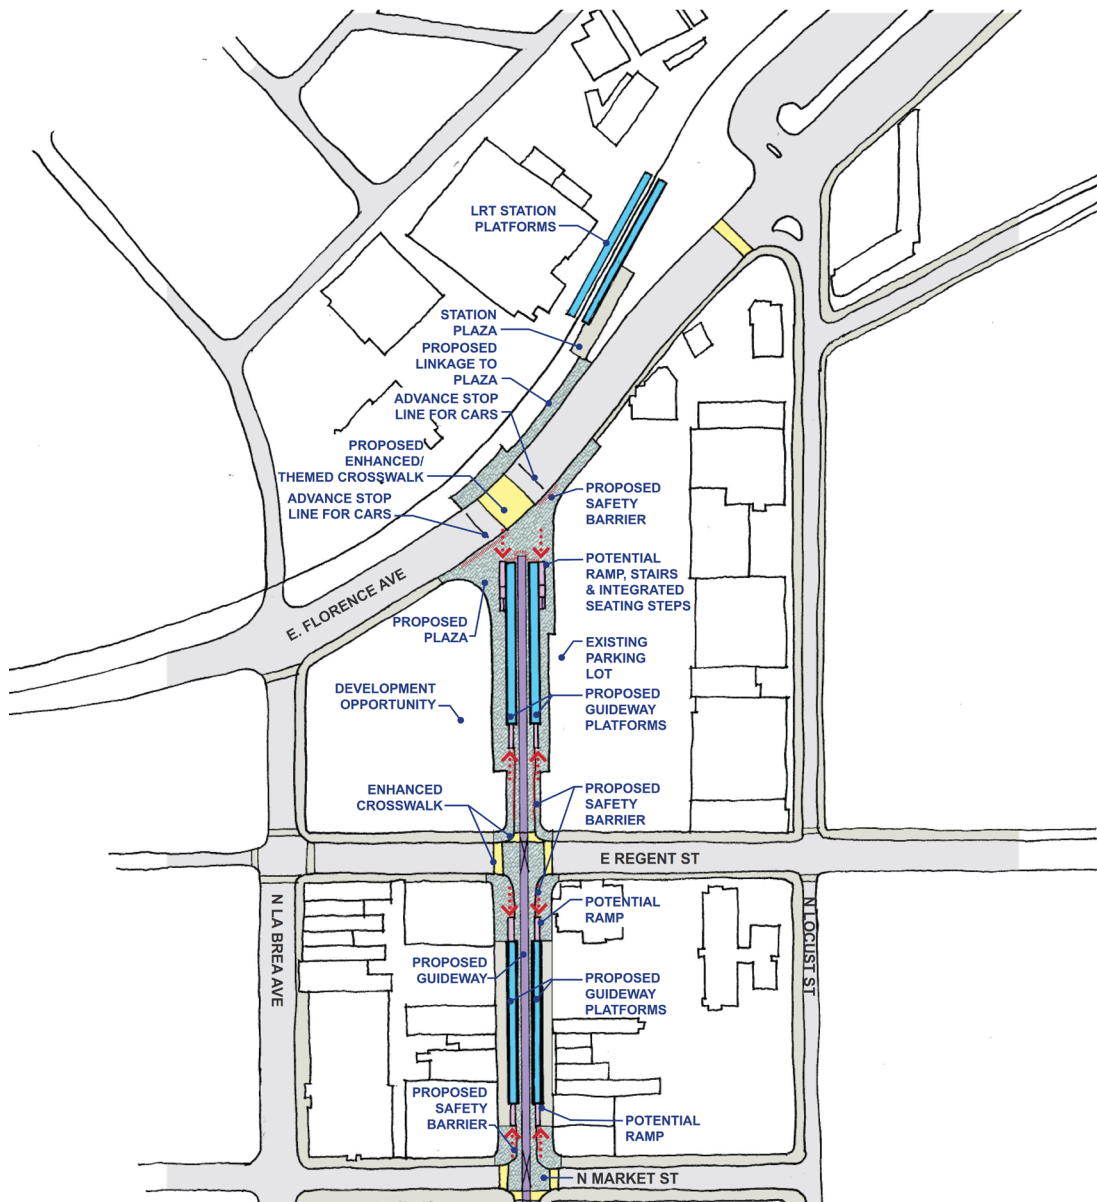 LRT STATION
PLATFORMS
STATION
PLAZA
PROPOSED
LINKAGE TO
PLAZA
ADVANCE STOP
LINE FOR CARS
PROPOSED
ENHANCED/
THEMED CROSSWALK
ADVANCE STOP
LINE FOR CARS
PROPOSED
SAFETY
BARRIER
POTENTIAL
RAMP, STAIRS
& INTEGRATED
SEATING STEPS
E. FLORENCE AVE
PROPOSED
PLAZA
EXISTING
PARKING
LOT
DEVELOPMENT
OPPORTUNITY
PROPOSED
GUIDEWAY
PLATFORMS
ENHANCED
CROSSWALK
PROPOSED
SAFETY
BARRIER
E REGENT ST
N LA BREA AVE
POTENTIAL
RAMP
N LOCUST ST
PROPOSED
GUIDEWAY
PROPOSED
GUIDEWAY
PLATFORMS
PROPOSED
SAFETY
BARRIER
POTENTIAL
RAMP
N MARKET ST